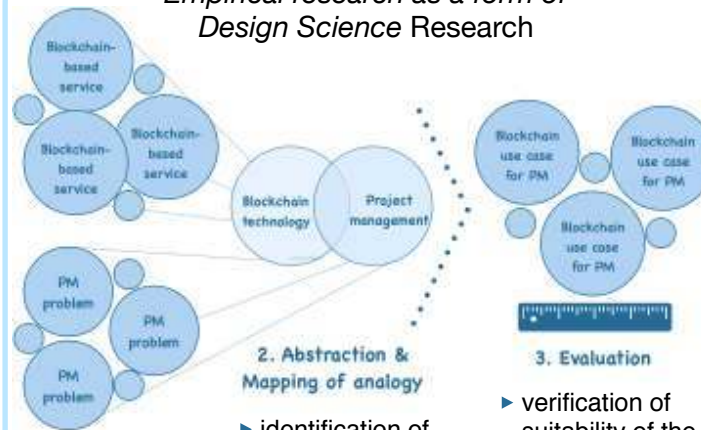 Empirical research as a form of
Design Science Research
Blockchain-
based
service
Blockchain-
based
service
Blockchain-
based
service
Blockchain
technology
Project
management
PM
problem
PM
problem
PM
problem
2. Abstraction &
Mapping of analogy
▸ identification of
Blockchain
use case
for PM
Blockchain
use case
for PM
Blockchain
use case
for PM
3. Evaluation
▸ verification of
suitability of the